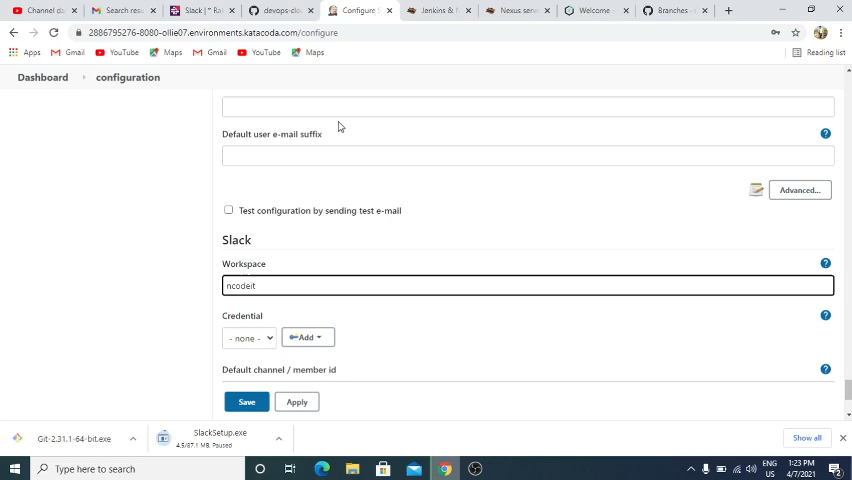 Channel da
Search resu
Slack | * Ra
devops-clo
Configure S
Jenkins & N
Nexus serve
Welcome -
Branches - s
2886795276-8080-ollie07.environments.katacoda.com/configure
Apps
Gmail
YouTube
Maps
Gmail
YouTube
Maps
Reading list
Dashboard
configuration
Default user e-mail suffix
Advanced...
Test configuration by sending test e-mail
Slack
Workspace
ncodeit
Credential
- none -
Add
Default channel / member id
Save
Apply
Git-2.31.1-64-bit.exe
SlackSetup.exe
4.5/87.1 MB, Paused
Show all
Type here to search
ENG
US
1:23 PM
4/7/2021
2